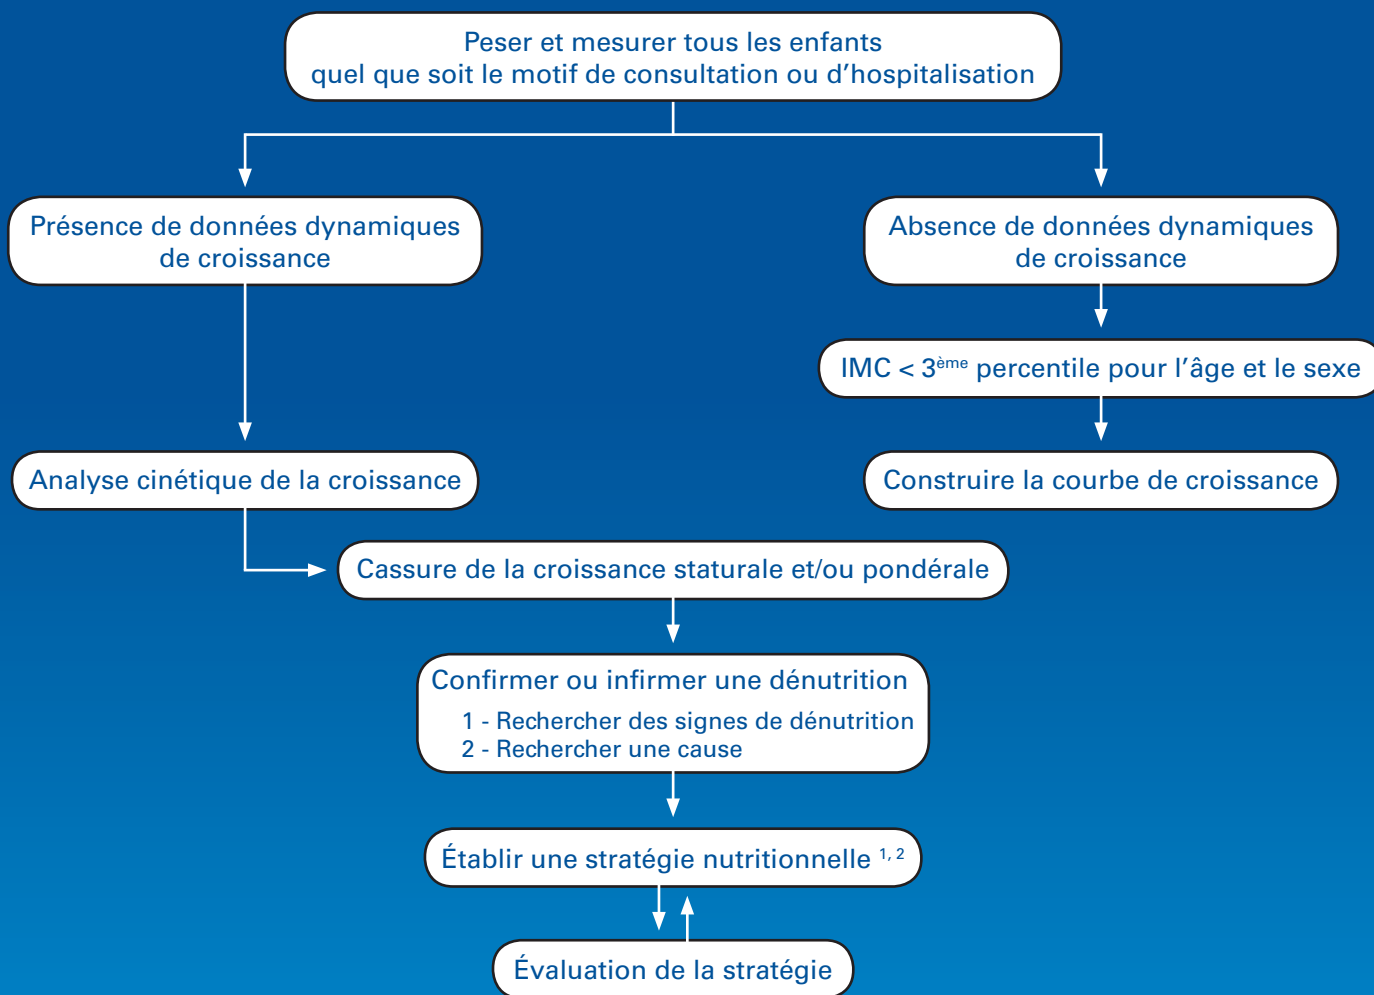 Peser et mesurer tous les enfants
quel que soit le motif de consultation ou d'hospitalisation
Présence de données dynamiques
de croissance
Absence de données dynamiques
de croissance
IMC < 3ème percentile pour l'âge et le sexe
Analyse cinétique de la croissance
Construire la courbe de croissance
Cassure de la croissance staturale et/ou pondérale
Confirmer ou infirmer une dénutrition
1 - Rechercher des signes de dénutrition
2 - Rechercher une cause
Établir une stratégie nutritionnelle 1, 2
Évaluation de la stratégie